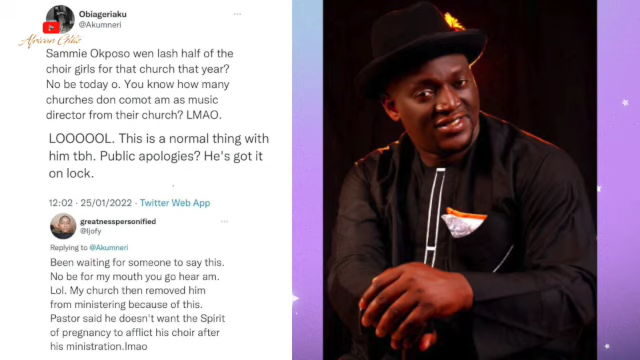 Obiageriaku
@Akumneri
African Chic
Sammie Okposo wen lash half of the
choir girls for that church that year?
No be today o. You know how many
churches don comot am as music
director from their church? LMAO.
LOOOOOL. This is a normal thing with
him tbh. Public apologies? He's got it
on lock.
12:02 · 25/01/2022 · Twitter Web App
greatnesspersonified
@Ijofy
Replying to @Akumneri
Been waiting for someone to say this.
No be for my mouth you go hear am.
Lol. My church then removed him
from ministering because of this.
Pastor said he doesn't want the Spirit
of pregnancy to afflict his choir after
his ministration.lmao